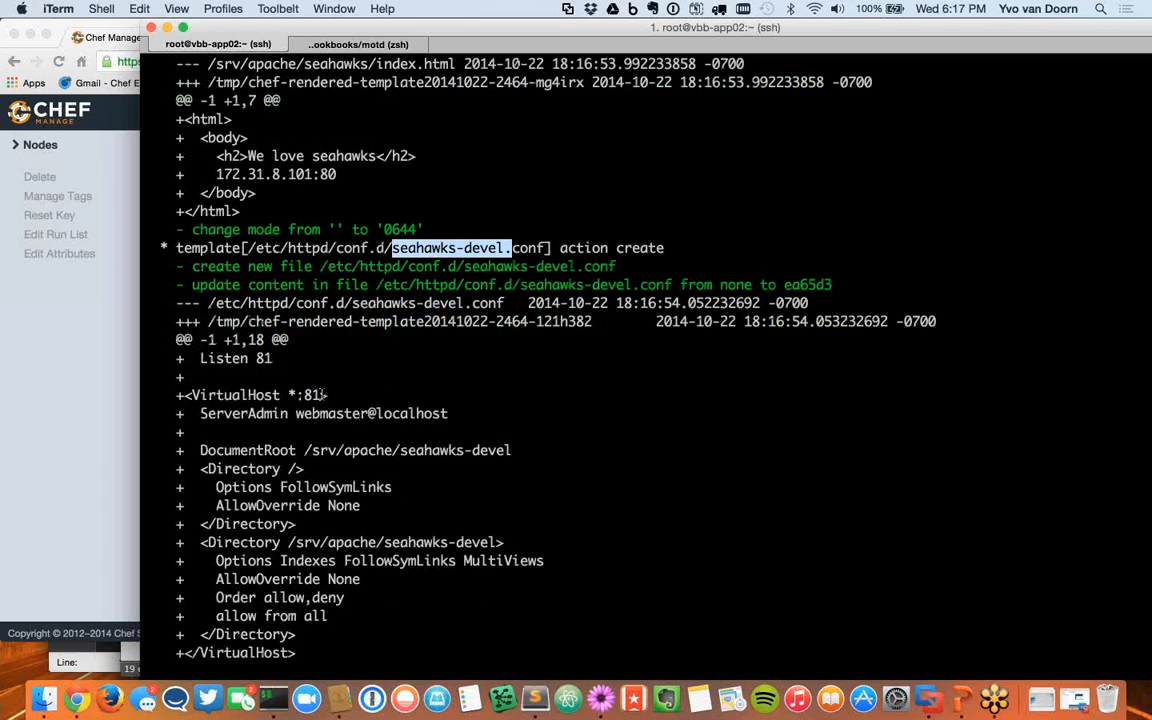 iTerm Shell Edit View Profiles Toolbelt Window Help 100% Wed 6:17 PM Yvo van Doorn
1. root@vbb-app02:~ (ssh)
Chef Manage
root@vbb-app02:~ (ssh) ..ookbooks/motd (zsh)
https:
Apps Gmail - Chef E
CHEF
MANAGE
Nodes
Delete
Manage Tags
Reset Key
Edit Run List
Edit Attributes
--- /srv/apache/seahawks/index.html 2014-10-22 18:16:53.992233858 -0700
+++ /tmp/chef-rendered-template20141022-2464-mg4irx 2014-10-22 18:16:53.992233858 -0700
@@ -1 +1,7 @@
+<html>
+  <body>
+    <h2>We love seahawks</h2>
+    172.31.8.101:80
+  </body>
+</html>
- change mode from '' to '0644'
* template[/etc/httpd/conf.d/seahawks-devel.conf] action create
- create new file /etc/httpd/conf.d/seahawks-devel.conf
- update content in file /etc/httpd/conf.d/seahawks-devel.conf from none to ea65d3
--- /etc/httpd/conf.d/seahawks-devel.conf 2014-10-22 18:16:54.052232692 -0700
+++ /tmp/chef-rendered-template20141022-2464-121h382 2014-10-22 18:16:54.053232692 -0700
@@ -1 +1,18 @@
+  Listen 81
+
+<VirtualHost *:81>
+  ServerAdmin webmaster@localhost
+
+  DocumentRoot /srv/apache/seahawks-devel
+  <Directory />
+    Options FollowSymLinks
+    AllowOverride None
+  </Directory>
+  <Directory /srv/apache/seahawks-devel>
+    Options Indexes FollowSymLinks MultiViews
+    AllowOverride None
+    Order allow,deny
+    allow from all
+  </Directory>
+</VirtualHost>
Copyright © 2012–2014 Chef S
Line:
19